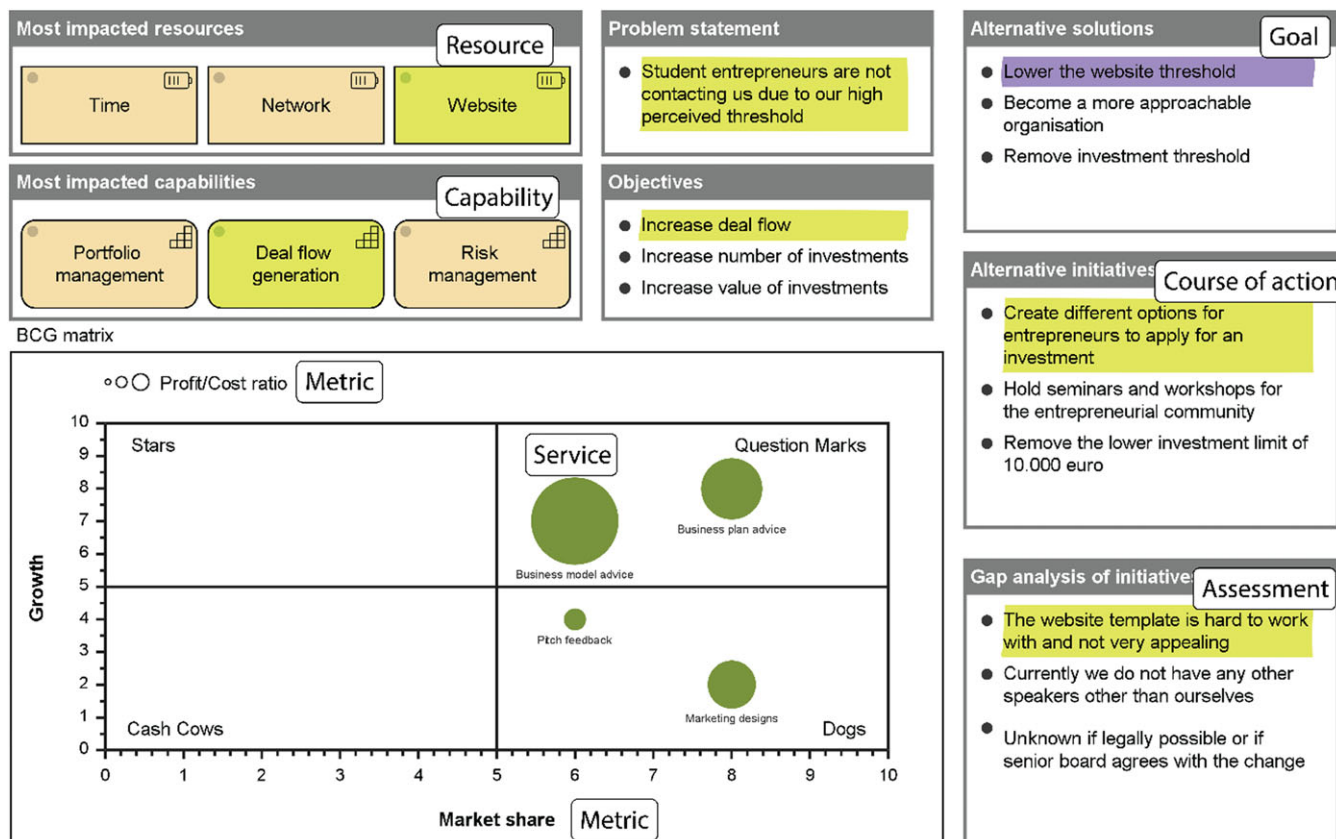 Most impacted resources
Resource
Time
Network
Website
Most impacted capabilities
Capability
Portfolio
management
Deal flow
generation
Risk
management
Problem statement
Student entrepreneurs are not
contacting us due to our high
perceived threshold
Objectives
Increase deal flow
Increase number of investments
Increase value of investments
Alternative solutions
Goal
Lower the website threshold
Become a more approachable
organisation
Remove investment threshold
Alternative initiatives
Course of action
Create different options for
entrepreneurs to apply for an
investment
Hold seminars and workshops for
the entrepreneurial community
Remove the lower investment limit of
10.000 euro
Gap analysis of initiatives
Assessment
The website template is hard to work
with and not very appealing
Currently we do not have any other
speakers other than ourselves
Unknown if legally possible or if
senior board agrees with the change
BCG matrix
Profit/Cost ratio
Metric
Growth
10
9
8
7
6
5
4
3
2
1
0
Stars
Service
Question Marks
Business model advice
Business plan advice
Pitch feedback
Marketing designs
Cash Cows
Dogs
0 1 2 3 4 5 6 7 8 9 10
Market share
Metric